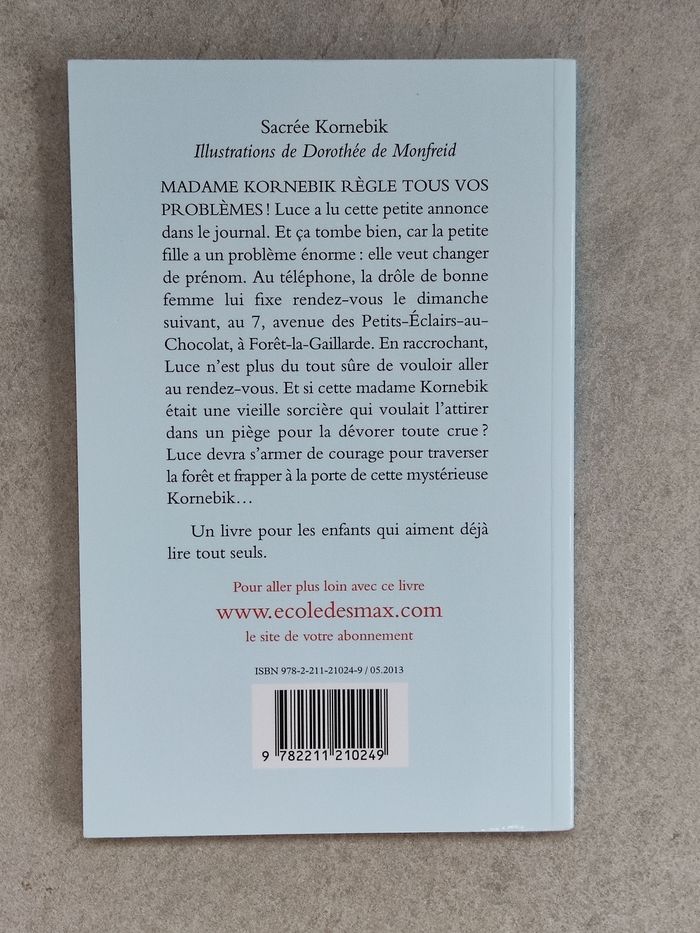 Sacrée Kornebik
Illustrations de Dorothée de Monfreid
MADAME KORNEBIK RÈGLE TOUS VOS
PROBLÈMES ! Luce a lu cette petite annonce
dans le journal. Et ça tombe bien, car la petite
fille a un problème énorme : elle veut changer
de prénom. Au téléphone, la drôle de bonne
femme lui fixe rendez-vous le dimanche
suivant, au 7, avenue des Petits-Éclairs-au-
Chocolat, à Forêt-la-Gaillarde. En raccrochant,
Luce n'est plus du tout sûre de vouloir aller
au rendez-vous. Et si cette madame Kornebik
était une vieille sorcière qui voulait l'attirer
dans un piège pour la dévorer toute crue ?
Luce devra s'armer de courage pour traverser
la forêt et frapper à la porte de cette mystérieuse
Kornebik…
Un livre pour les enfants qui aiment déjà
lire tout seuls.
Pour aller plus loin avec ce livre
www.ecoledesmax.com
le site de votre abonnement
ISBN 978-2-211-21024-9 / 05.2013
9 782211 210249